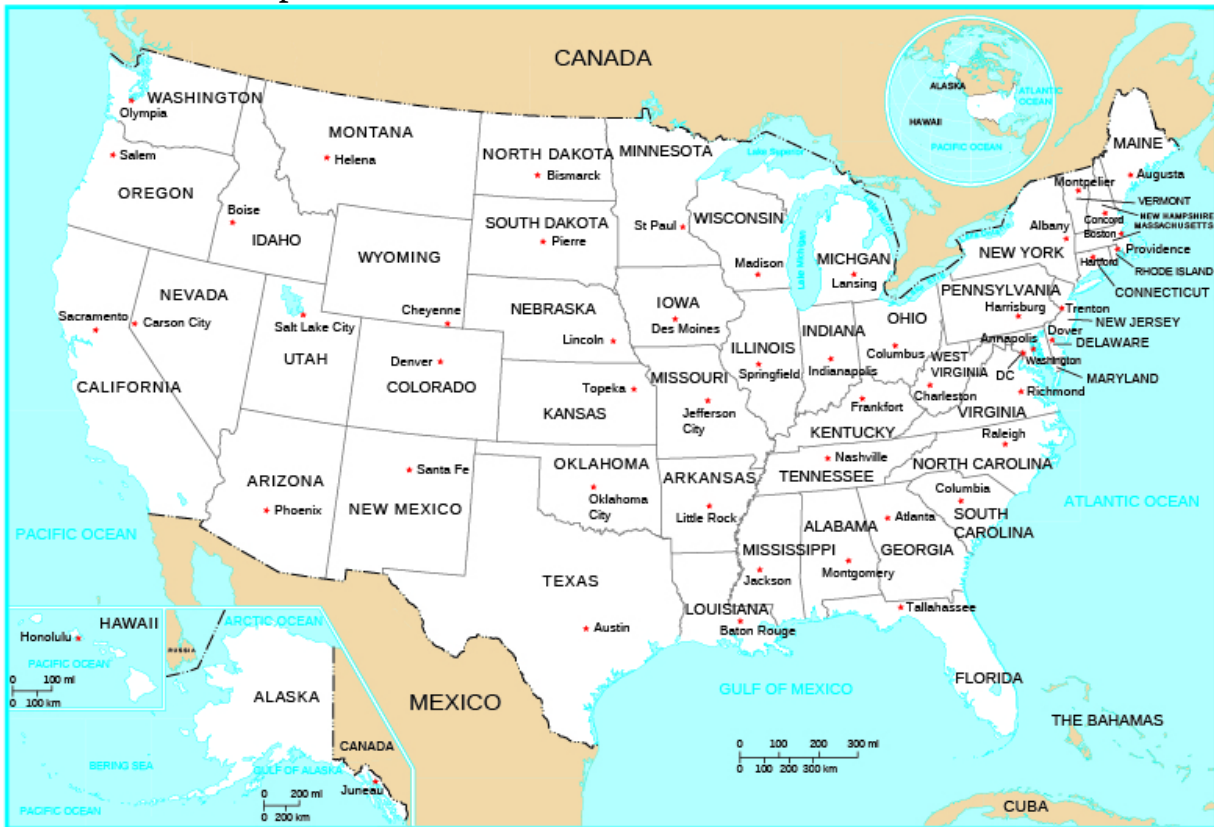 CANADA
ALASKA
ATLANTIC
OCEAN
HAWAII
PACIFIC OCEAN
WASHINGTON
Olympia
Salem
OREGON
MONTANA
Helena
Boise
IDAHO
NORTH DAKOTA
Bismarck
MINNESOTA
Lake Superior
St Paul
SOUTH DAKOTA
Pierre
WISCONSIN
Madison
Lake Michigan
MICHGAN
Lansing
MAINE
Augusta
Montpelier
VERMONT
NEW HAMPSHIRE
Concord
MASSACHUSETTS
Boston
Albany
NEW YORK
Providence
Hartford
RHODE ISLAND
CONNECTICUT
WYOMING
Cheyenne
NEVADA
Carson City
Sacramento
CALIFORNIA
Salt Lake City
UTAH
NEBRASKA
Lincoln
IOWA
Des Moines
Denver
COLORADO
Topeka
KANSAS
ILLINOIS
Springfield
INDIANA
Indianapolis
OHIO
Columbus
PENNSYLVANIA
Harrisburg
Trenton
NEW JERSEY
Dover
DELAWARE
Annapolis
Washington
DC
MARYLAND
WEST
VIRGINIA
Charleston
Richmond
VIRGINIA
MISSOURI
Jefferson
City
Frankfort
KENTUCKY
Raleigh
NORTH CAROLINA
Nashville
TENNESSEE
ARIZONA
Phoenix
Santa Fe
NEW MEXICO
OKLAHOMA
Oklahoma
City
ARKANSAS
Little Rock
Columbia
SOUTH
CAROLINA
Atlanta
GEORGIA
ALABAMA
Montgomery
MISSISSIPPI
Jackson
ATLANTIC OCEAN
PACIFIC OCEAN
TEXAS
Austin
LOUISIANA
Baton Rouge
Tallahassee
FLORIDA
GULF OF MEXICO
THE BAHAMAS
CUBA
MEXICO
HAWAII
Honolulu
PACIFIC OCEAN
0 100 mi
0 100 km
RUSSIA
ARCTIC OCEAN
ALASKA
CANADA
BERING SEA
GULF OF ALASKA
Juneau
PACIFIC OCEAN
0 200 mi
0 200 km
0 100 200 300 mi
0 100 200 300 km